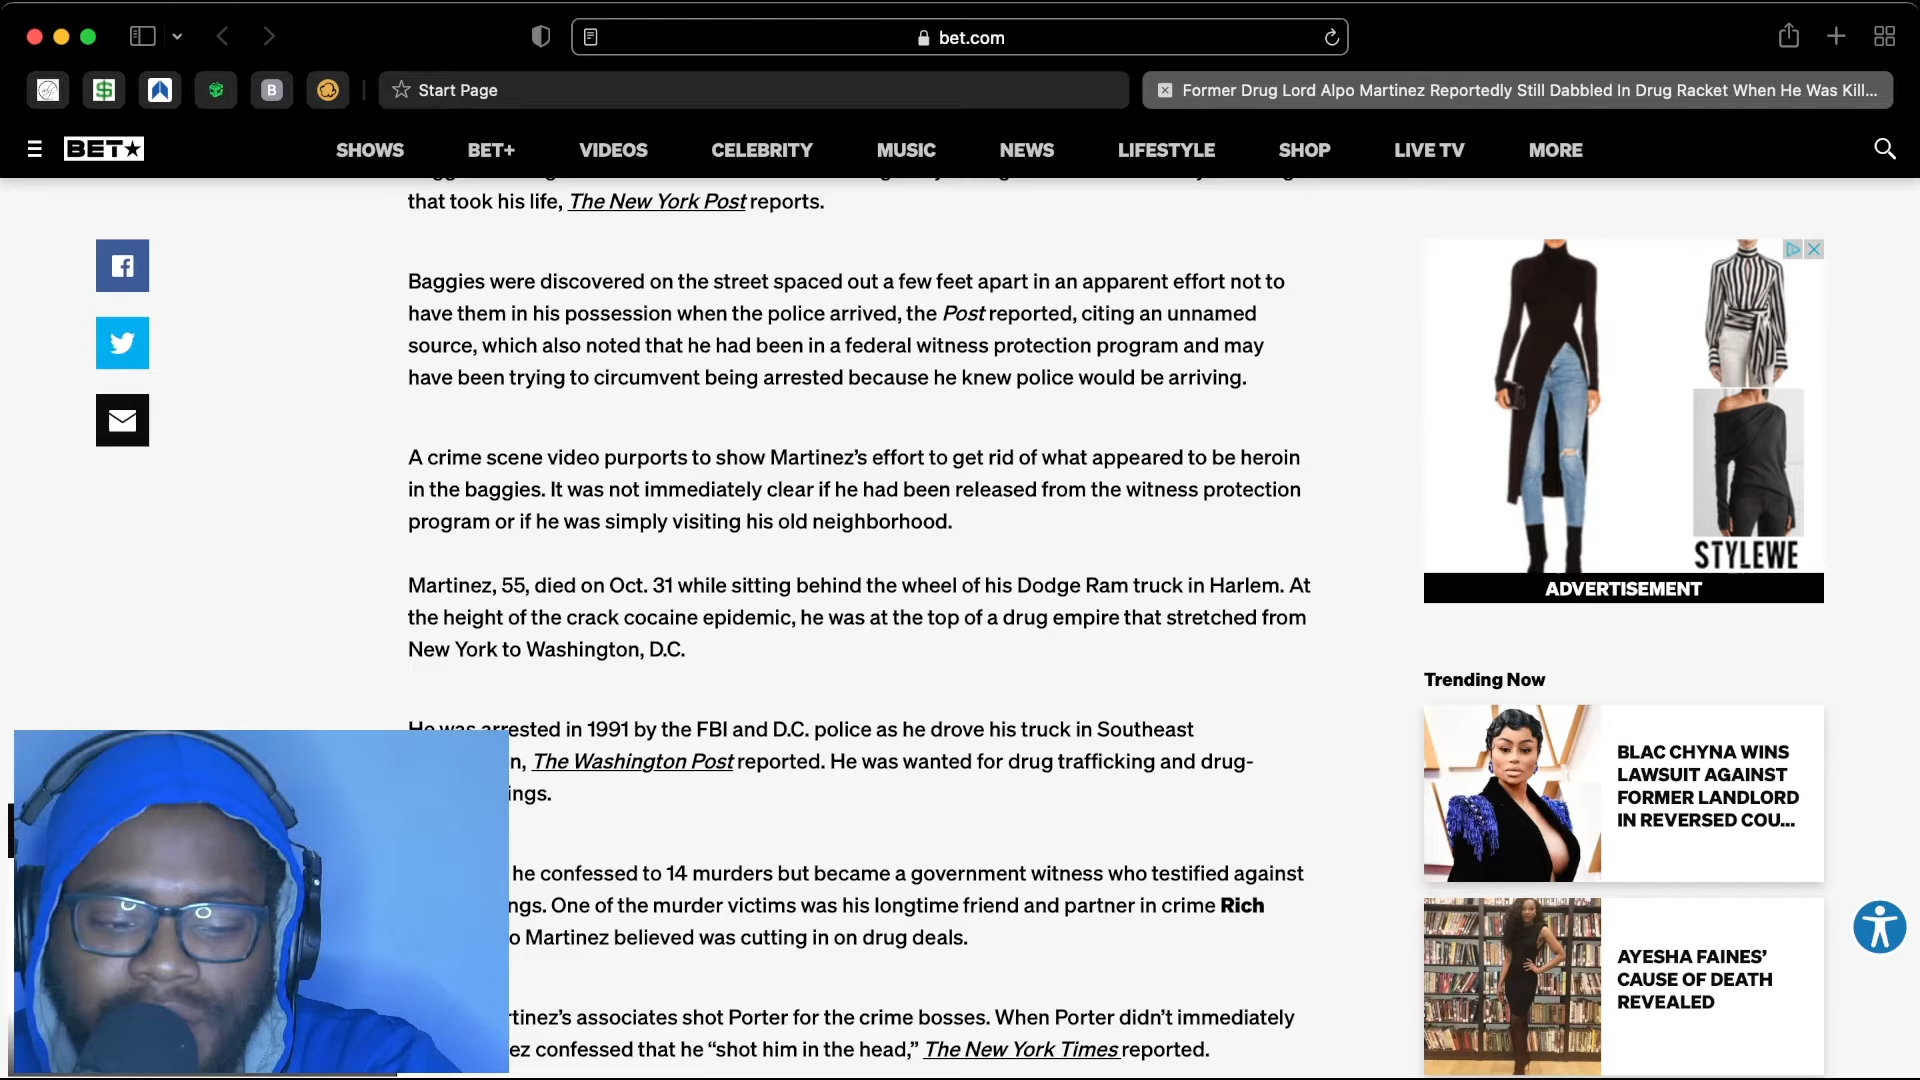 bet.com
B
Start Page
Former Drug Lord Alpo Martinez Reportedly Still Dabbled In Drug Racket When He Was Kill...
BET★
SHOWS
BET+
VIDEOS
CELEBRITY
MUSIC
NEWS
LIFESTYLE
SHOP
LIVE TV
MORE
that took his life, The New York Post reports.
Baggies were discovered on the street spaced out a few feet apart in an apparent effort not to
have them in his possession when the police arrived, the Post reported, citing an unnamed
source, which also noted that he had been in a federal witness protection program and may
have been trying to circumvent being arrested because he knew police would be arriving.
A crime scene video purports to show Martinez’s effort to get rid of what appeared to be heroin
in the baggies. It was not immediately clear if he had been released from the witness protection
program or if he was simply visiting his old neighborhood.
Martinez, 55, died on Oct. 31 while sitting behind the wheel of his Dodge Ram truck in Harlem. At
the height of the crack cocaine epidemic, he was at the top of a drug empire that stretched from
New York to Washington, D.C.
He was arrested in 1991 by the FBI and D.C. police as he drove his truck in Southeast
n, The Washington Post reported. He was wanted for drug trafficking and drug-
ings.
he confessed to 14 murders but became a government witness who testified against
ngs. One of the murder victims was his longtime friend and partner in crime Rich
o Martinez believed was cutting in on drug deals.
rtinez’s associates shot Porter for the crime bosses. When Porter didn’t immediately
ez confessed that he “shot him in the head,” The New York Times reported.
STYLEWE
ADVERTISEMENT
Trending Now
BLAC CHYNA WINS
LAWSUIT AGAINST
FORMER LANDLORD
IN REVERSED COU...
AYESHA FAINES’
CAUSE OF DEATH
REVEALED